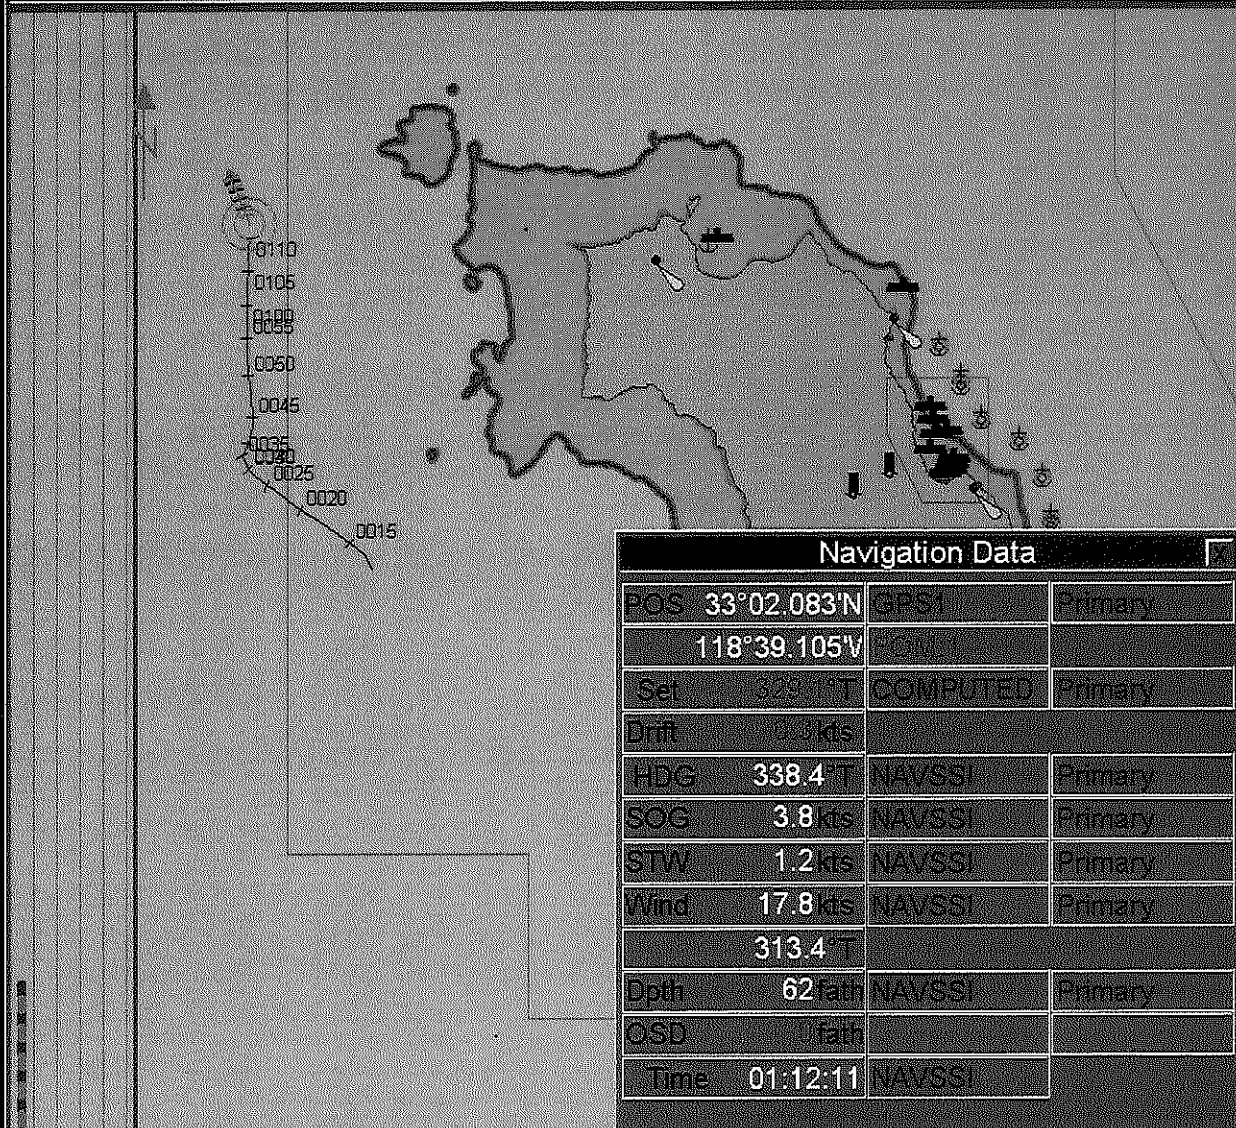 N
0110
0105
0100
0055
0050
0045
0035
0025
0020
0015
Navigation Data
POS 33°02.083'N GPS1 Primary
118°39.105'W
Set °T COMPUTED Primary
Drift kts
HDG 338.4°T NAVSSI Primary
SOG 3.8 kts NAVSSI Primary
STW 1.2 kts NAVSSI Primary
Wind 17.8 kts NAVSSI Primary
313.4°T
Dpth 62 fath NAVSSI Primary
OSD fath
Time 01:12:11 NAVSSI